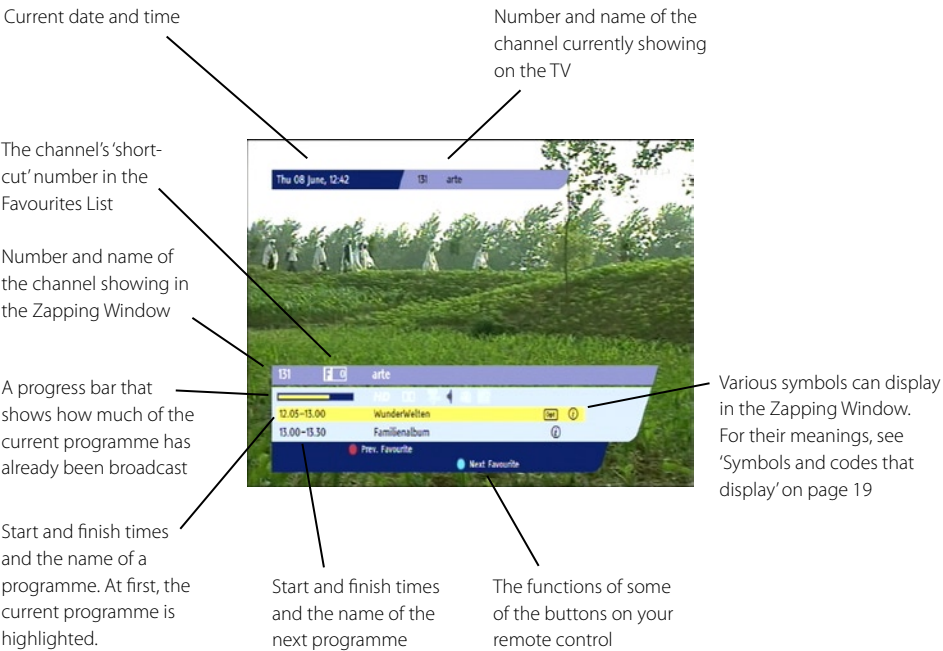 Current date and time
Number and name of the
channel currently showing
on the TV
The channel's 'short-
cut' number in the
Favourites List
Number and name of
the channel showing in
the Zapping Window
A progress bar that
shows how much of the
current programme has
already been broadcast
Start and finish times
and the name of a
programme. At first, the
current programme is
highlighted.
Thu 08 June, 12:42 131 arte
131 F 0 arte
12.05-13.00 WunderWelten
13.00-13.30 Familienalbum
Prev. Favourite
Next Favourite
Start and finish times
and the name of the
next programme
The functions of some
of the buttons on your
remote control
Various symbols can display
in the Zapping Window.
For their meanings, see
'Symbols and codes that
display' on page 19